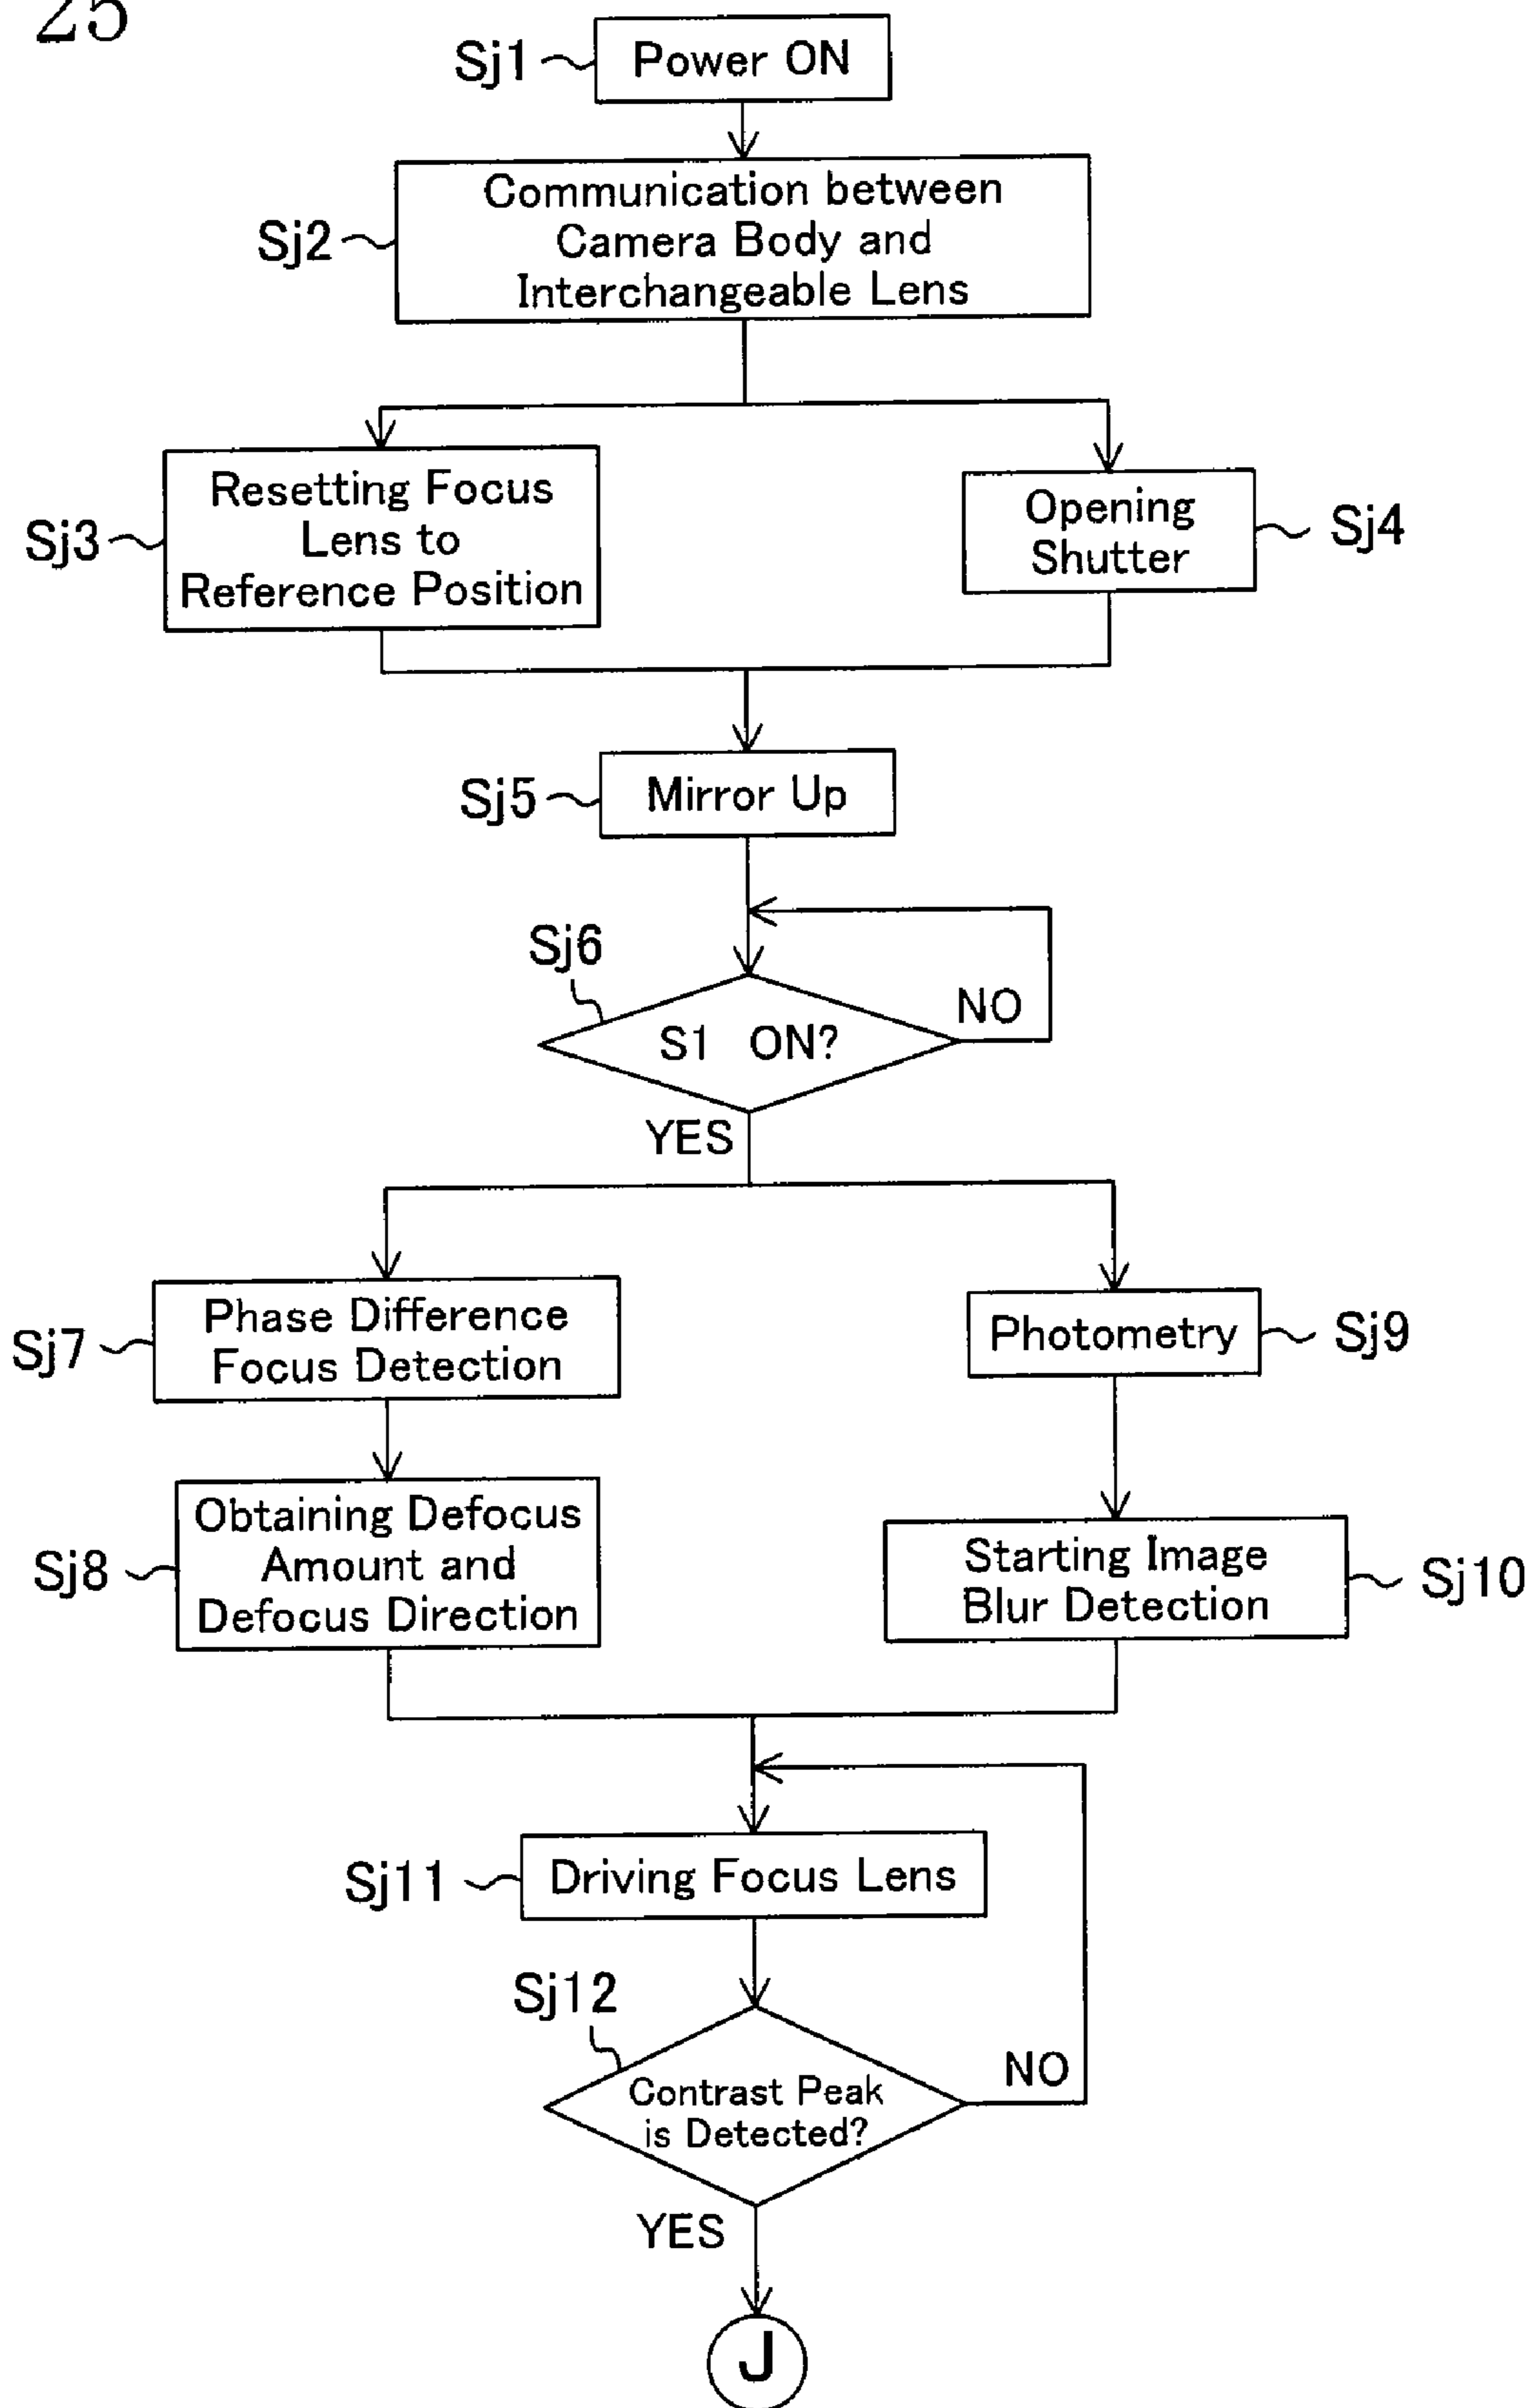 25
Sj1
Power ON
Sj2
Communication between
Camera Body and
Interchangeable Lens
Sj3
Resetting Focus
Lens to
Reference Position
Opening
Shutter
Sj4
Sj5
Mirror Up
Sj6
S1 ON?
NO
YES
Sj7
Phase Difference
Focus Detection
Photometry
Sj9
Sj8
Obtaining Defocus
Amount and
Defocus Direction
Starting Image
Blur Detection
Sj10
Sj11
Driving Focus Lens
Sj12
Contrast Peak
is Detected?
NO
YES
J